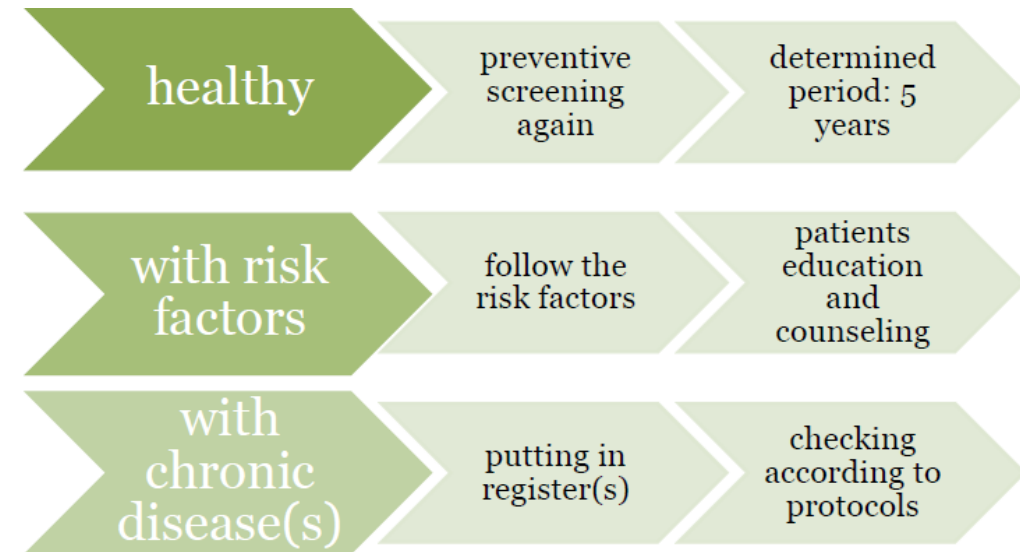 healthy
preventive
screening
again
determined
period: 5
years
with risk
factors
follow the
risk factors
patients
education
and
counseling
with
chronic
disease(s)
putting in
register(s)
checking
according to
protocols